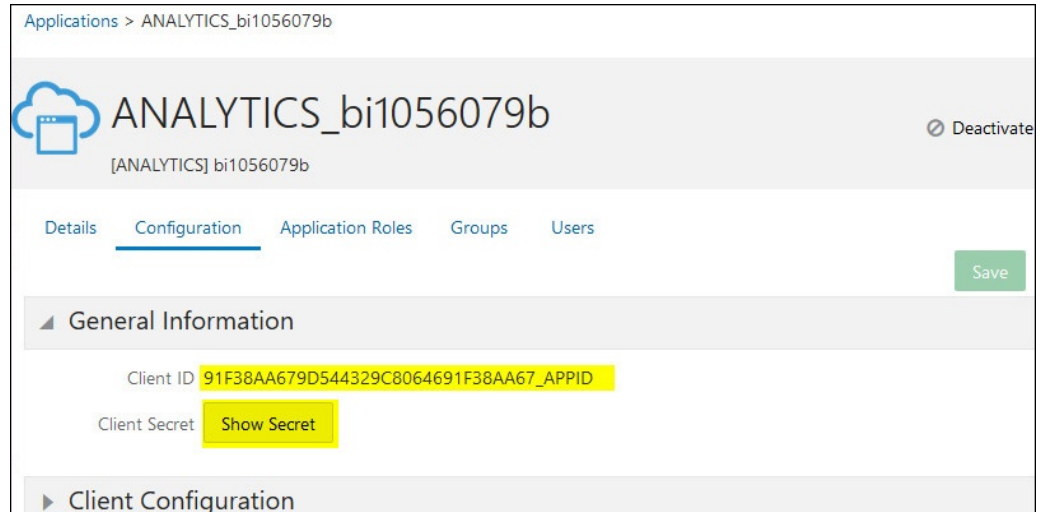 Applications > ANALYTICS_bi1056079b
ANALYTICS_bi1056079b
Deactivate
[ANALYTICS] bi1056079b
Details Configuration Application Roles Groups Users
Save
General Information
Client ID 91F38AA679D544329C8064691F38AA67_APPID
Client Secret Show Secret
Client Configuration